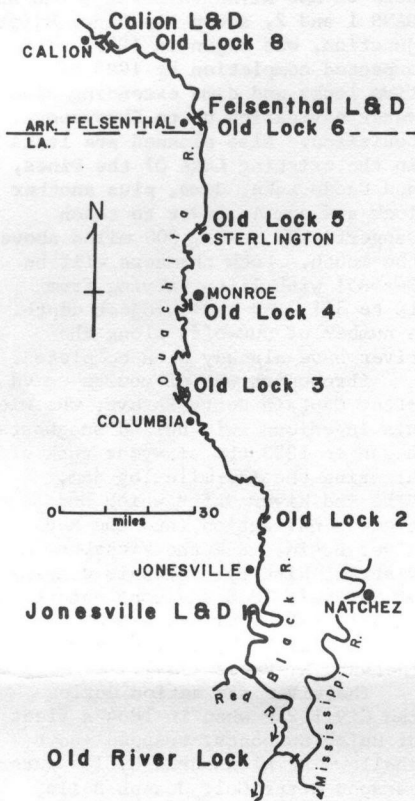 Calion L & D
CALION
Old Lock 8
Felsenthal L & D
ARK.
FELSENTHAL
Old Lock 6
LA.
R.
N
Old Lock 5
STERLINGTON
Ouachita
MONROE
Old Lock 4
Old Lock 3
COLUMBIA
0 30
miles
Old Lock 2
JONESVILLE
Black R.
NATCHEZ
Jonesville L & D
Red R.
Mississippi R.
Old River Lock